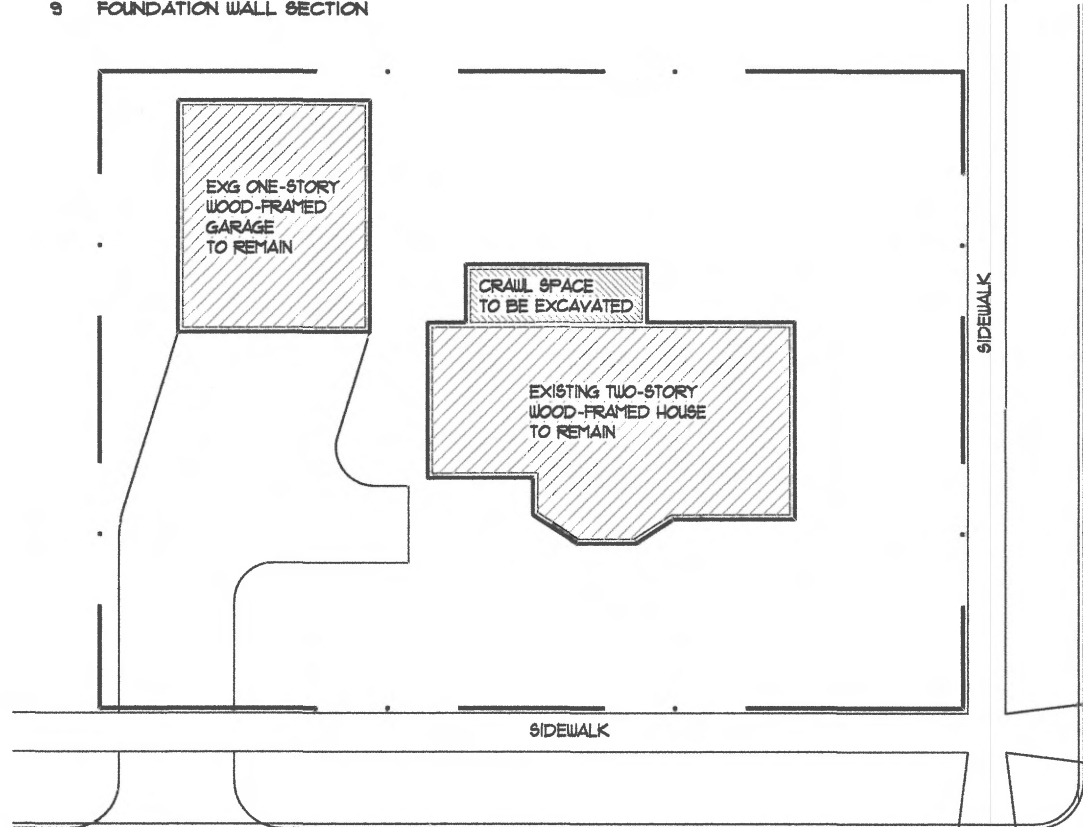 9 FOUNDATION WALL SECTION
EXG ONE-STORY
WOOD-FRAMED
GARAGE
TO REMAIN
CRAWL SPACE
TO BE EXCAVATED
EXISTING TWO-STORY
WOOD-FRAMED HOUSE
TO REMAIN
SIDEWALK
SIDEWALK